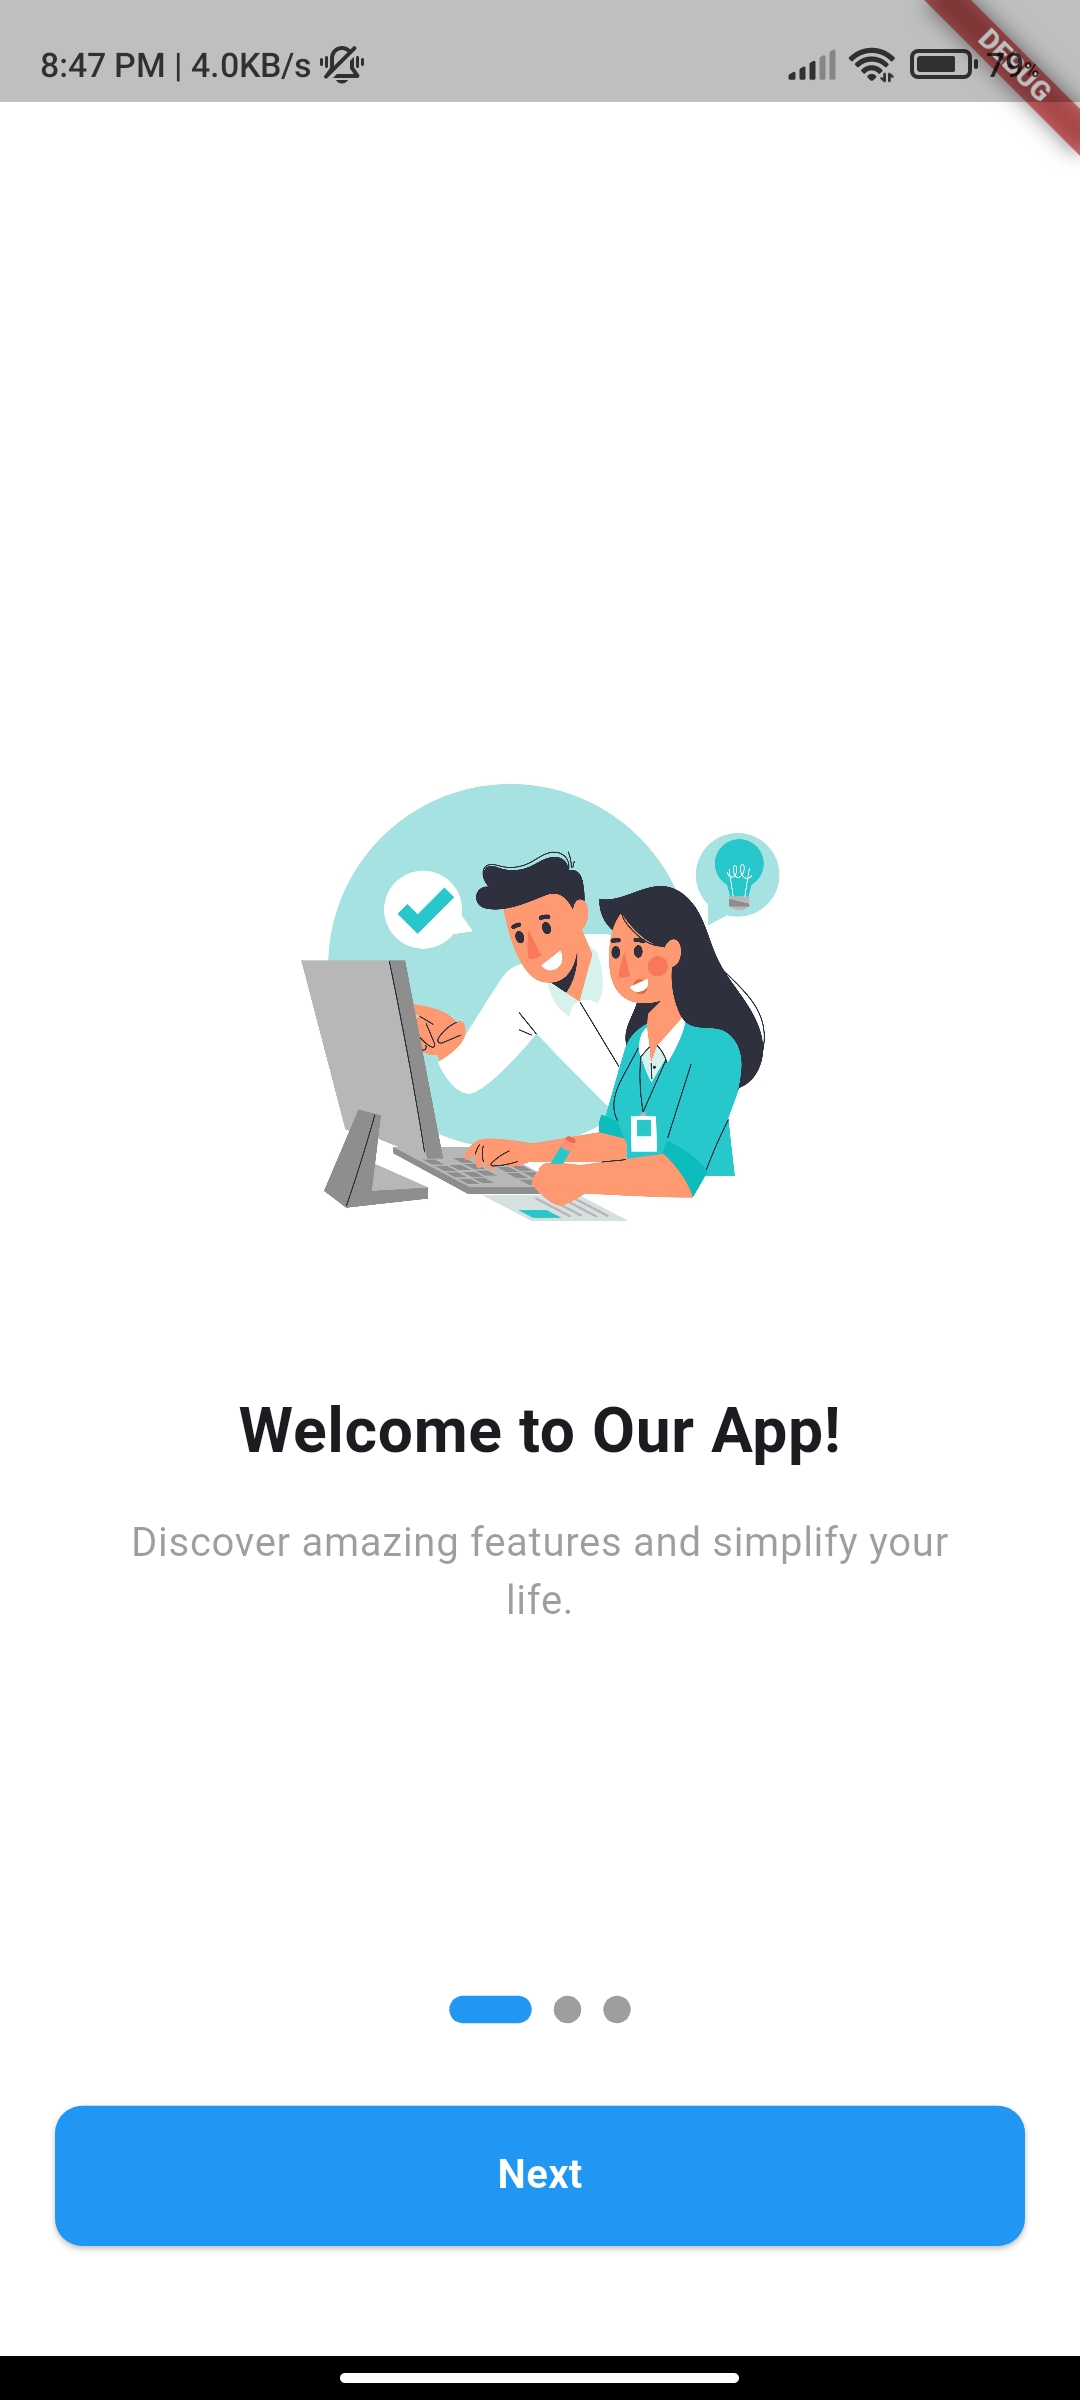 8:47 PM | 4.0KB/s
79%
DEBUG
Welcome to Our App!
Discover amazing features and simplify your
life.
Next